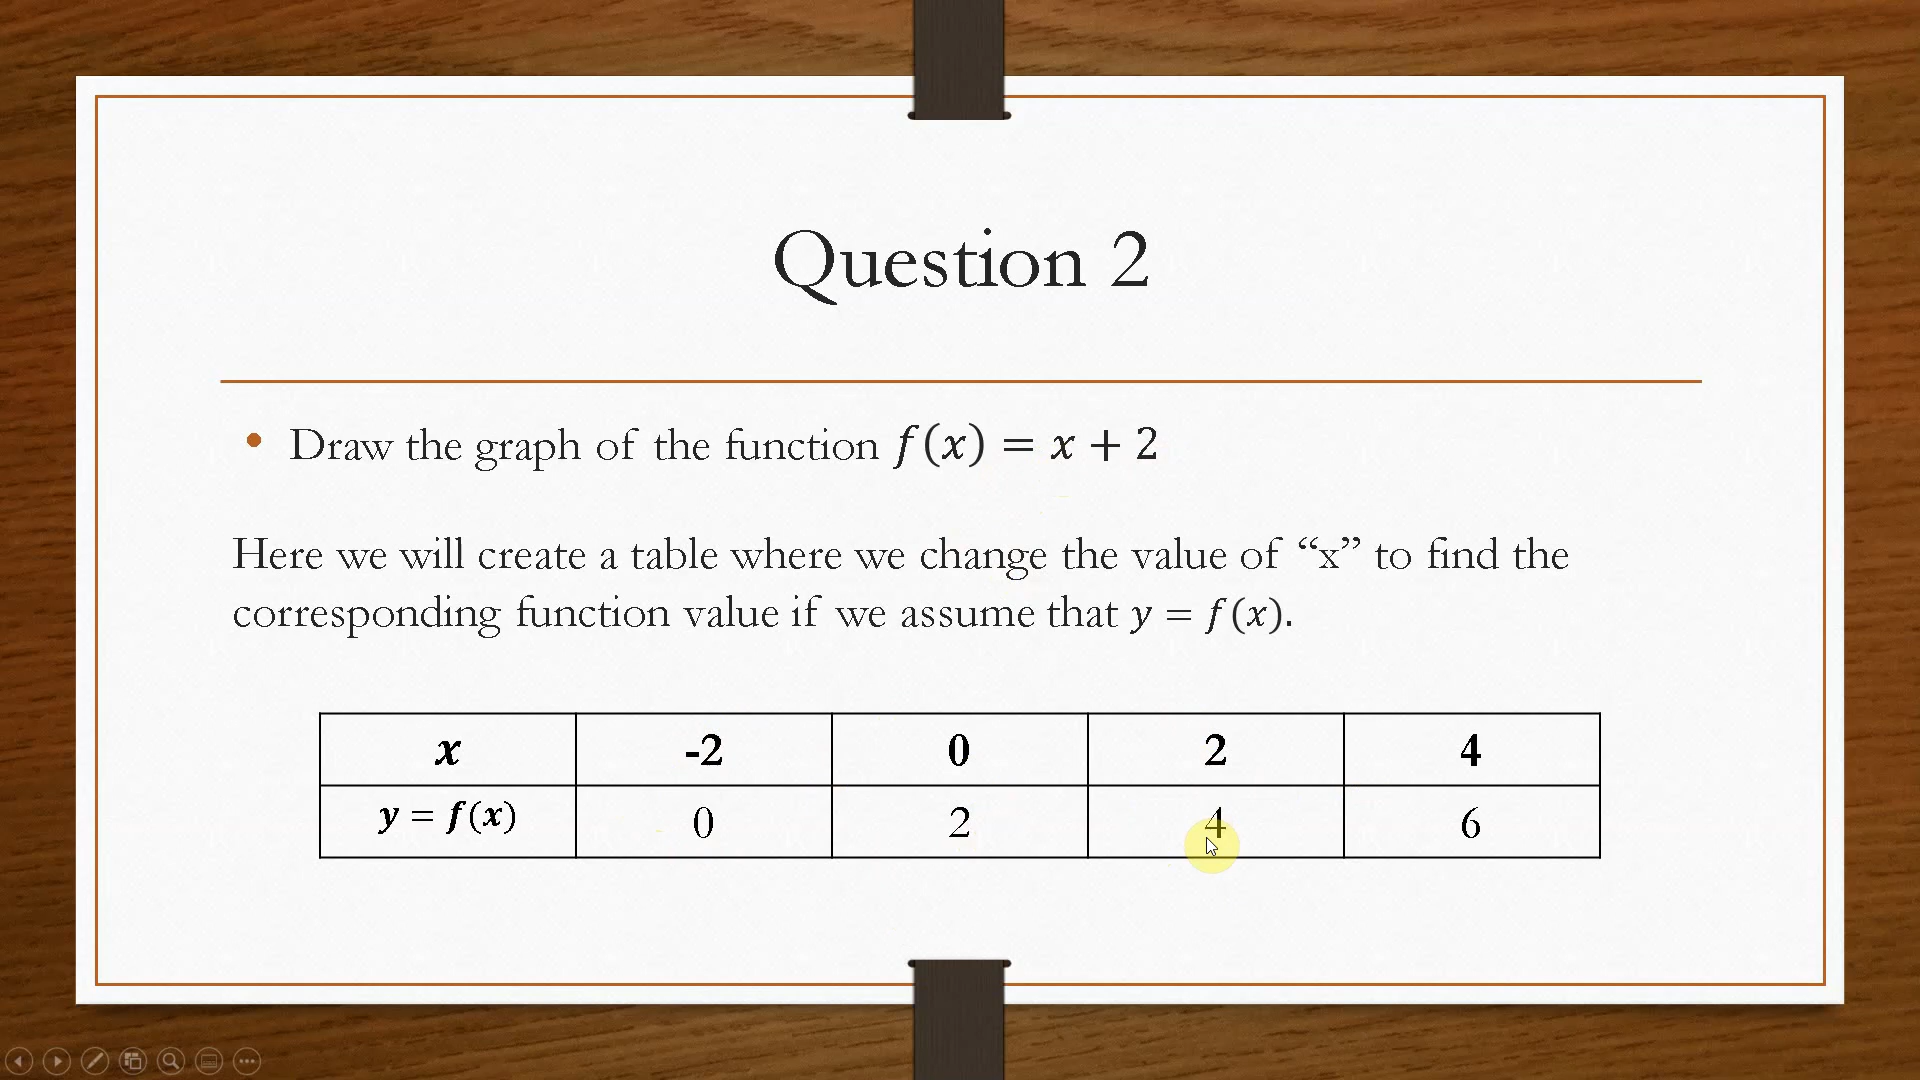 Question 2
• Draw the graph of the function f(x) = x + 2
Here we will create a table where we change the value of “x” to find the
corresponding function value if we assume that y = f(x).
x -2 0 2 4
y = f(x) 0 2 4 6